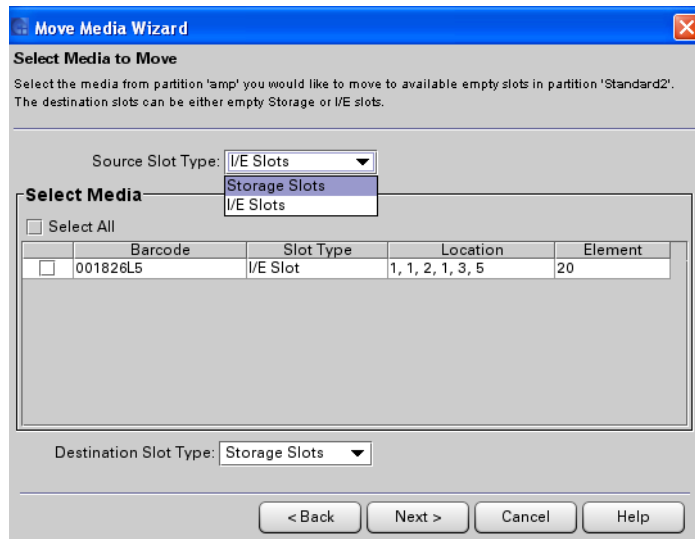 Move Media Wizard
Select Media to Move
Select the media from partition 'amp' you would like to move to available empty slots in partition 'Standard2'.
The destination slots can be either empty Storage or I/E slots.
Source Slot Type: I/E Slots
Storage Slots
I/E Slots
Select Media
Select All
Barcode Slot Type Location Element
001826L5 I/E Slot 1, 1, 2, 1, 3, 5 20
Destination Slot Type: Storage Slots
< Back Next > Cancel Help